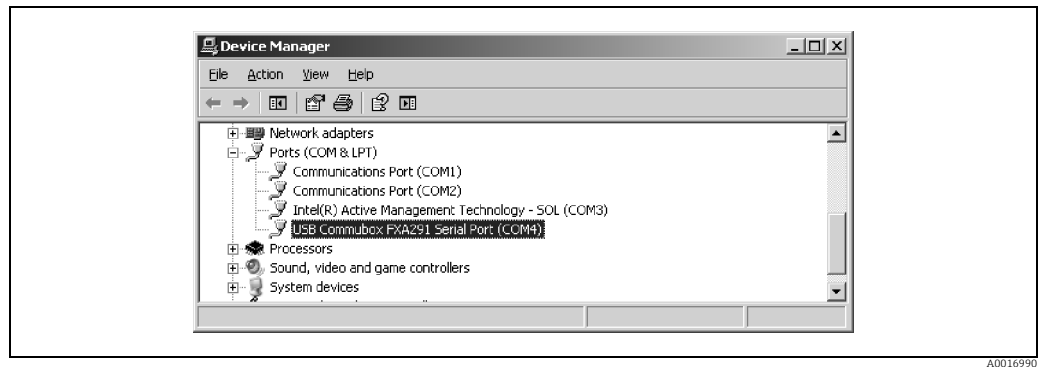 Device Manager
File Action View Help
Network adapters
Ports (COM & LPT)
Communications Port (COM1)
Communications Port (COM2)
Intel(R) Active Management Technology - SOL (COM3)
USB Commubox FXA291 Serial Port (COM4)
Processors
Sound, video and game controllers
System devices
A0016990